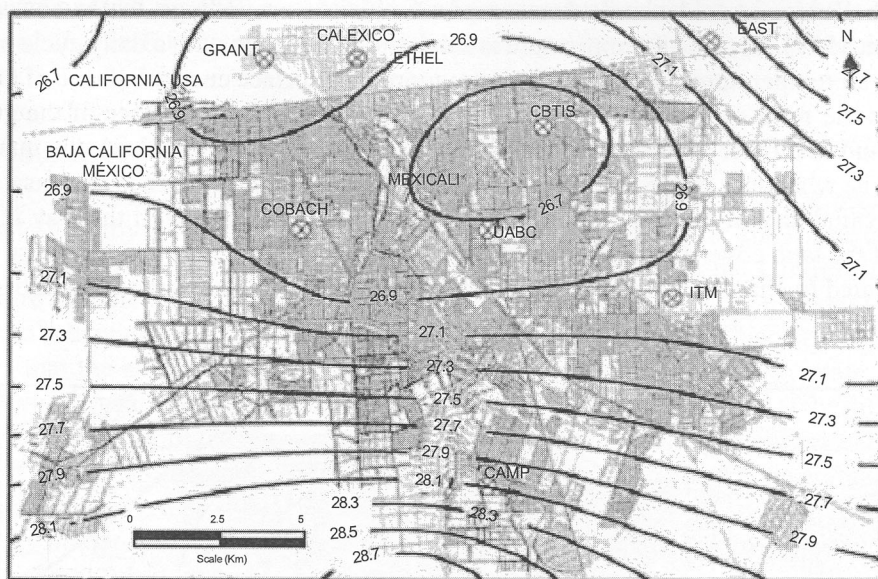 EAST
N
CALEXICO
26.9
GRANT
ETHEL
27.1
26.7
CALIFORNIA, USA
27.7
26.9
27.5
CBTIS
BAJA CALIFORNIA
MÉXICO
27.3
MEXICALI
26.9
26.9
26.7
COBACH
UABC
27.1
27.1
26.9
ITM
27.3
27.1
27.3
27.1
27.5
27.5
27.3
27.7
27.7
27.5
27.9
27.9
28.1
CAMP
27.7
28.1
28.3
28.3
27.9
0 2.5 5
28.5
Scale (Km)
28.7